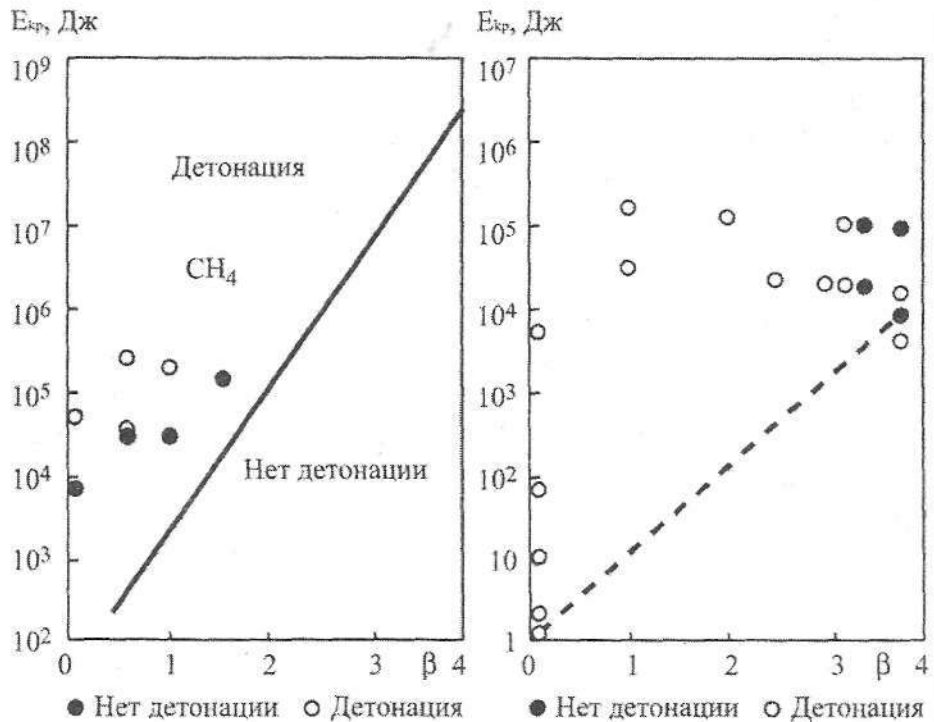 Eкр, Дж
10⁹
10⁸
10⁷
10⁶
10⁵
10⁴
10³
10²
Детонация
CH₄
Нет детонации
0 1 2 3 β 4
● Нет детонации ○ Детонация
Eкр, Дж
10⁷
10⁶
10⁵
10⁴
10³
10²
10
1
0 1 2 3 β 4
● Нет детонации ○ Детонация